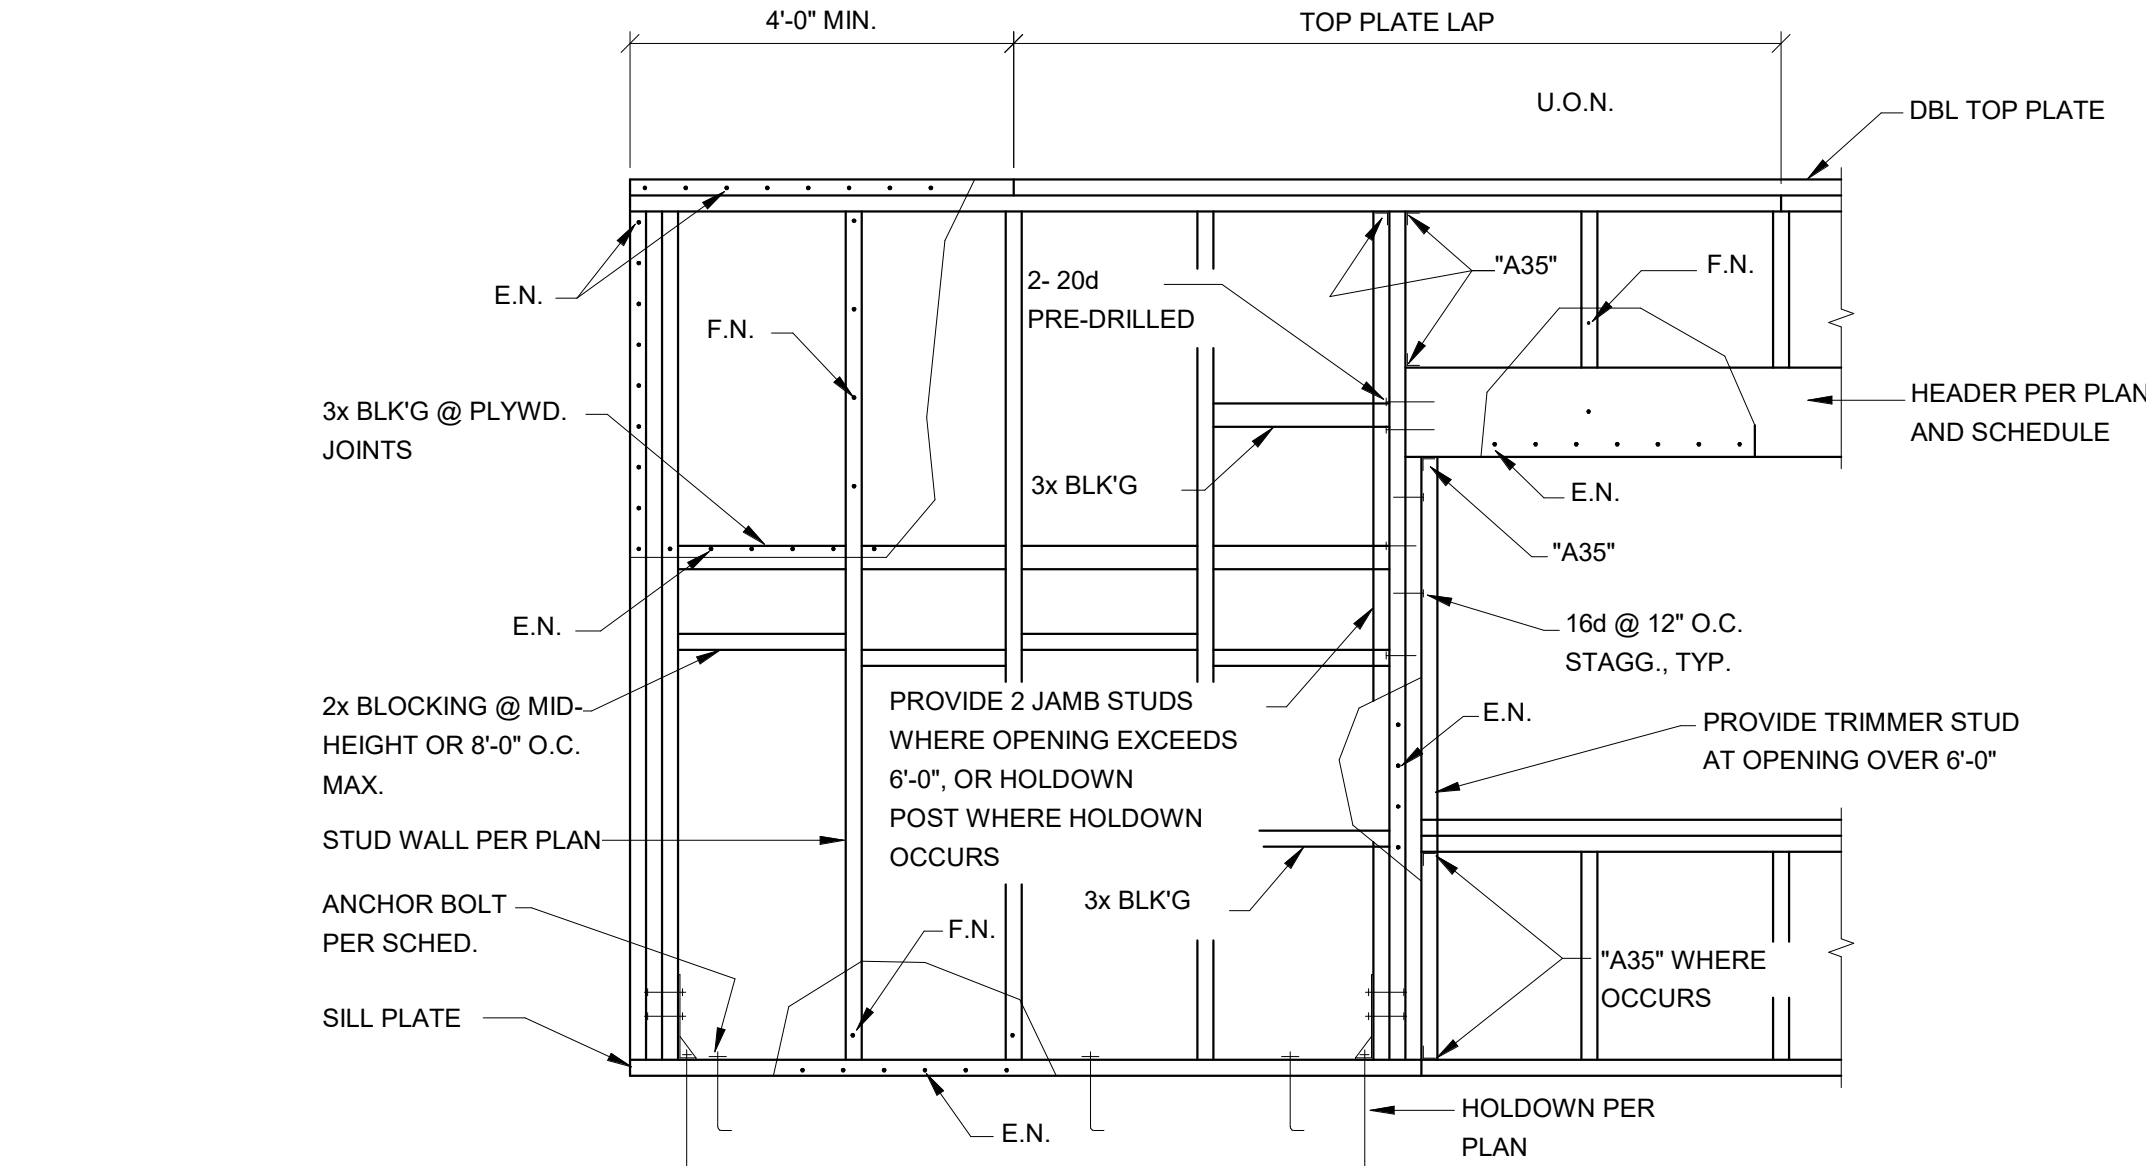 4'-0" MIN.
TOP PLATE LAP
U.O.N.
DBL TOP PLATE
E.N.
F.N.
2- 20d
PRE-DRILLED
"A35"
F.N.
3x BLK'G @ PLYWD.
JOINTS
HEADER PER PLAN
AND SCHEDULE
3x BLK'G
E.N.
"A35"
E.N.
16d @ 12" O.C.
STAGG., TYP.
2x BLOCKING @ MID-
HEIGHT OR 8'-0" O.C.
MAX.
PROVIDE 2 JAMB STUDS
WHERE OPENING EXCEEDS
6'-0", OR HOLDOWN
POST WHERE HOLDOWN
OCCURS
E.N.
PROVIDE TRIMMER STUD
AT OPENING OVER 6'-0"
STUD WALL PER PLAN
ANCHOR BOLT
PER SCHED.
3x BLK'G
F.N.
"A35" WHERE
OCCURS
SILL PLATE
E.N.
HOLDOWN PER
PLAN